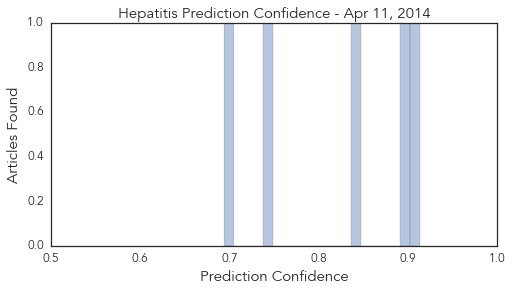 Hepatitis Prediction Confidence - Apr 11, 2014
Articles Found
1.0
0.8
0.6
0.4
0.2
0.0
0.5 0.6 0.7 0.8 0.9 1.0
Prediction Confidence